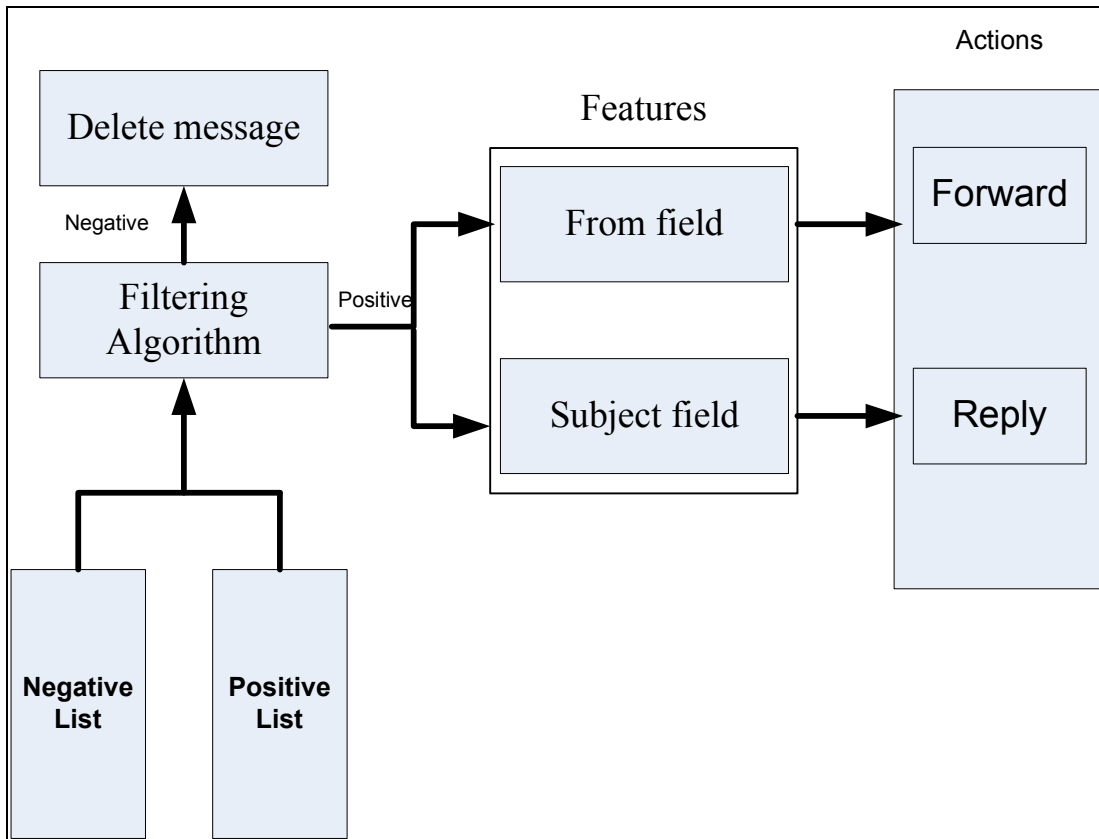 Actions
Features
Delete message
Forward
Negative
From field
Filtering
Algorithm
Positive
Subject field
Reply
Negative
List
Positive
List